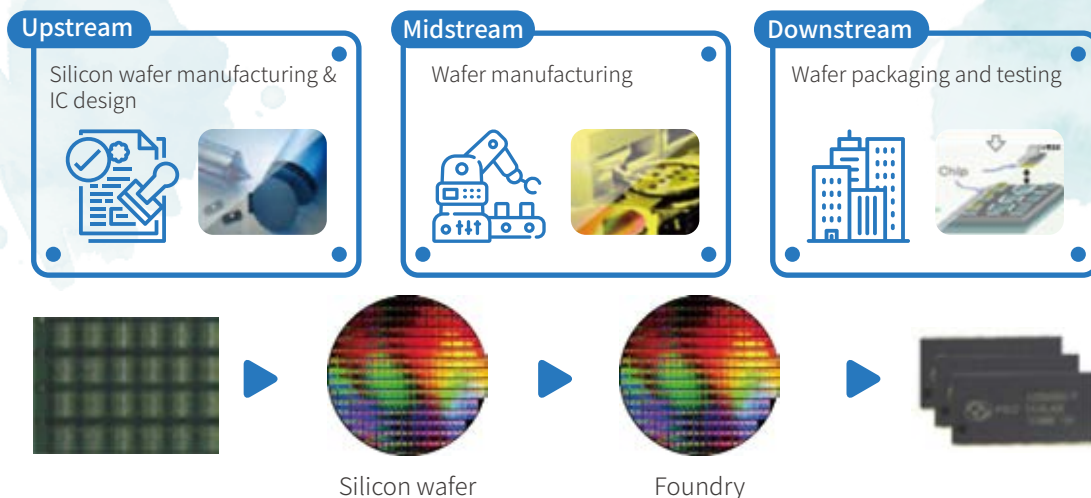 Upstream
Midstream
Downstream
Silicon wafer manufacturing &
IC design
Wafer manufacturing
Wafer packaging and testing
Chip
Silicon wafer
Foundry